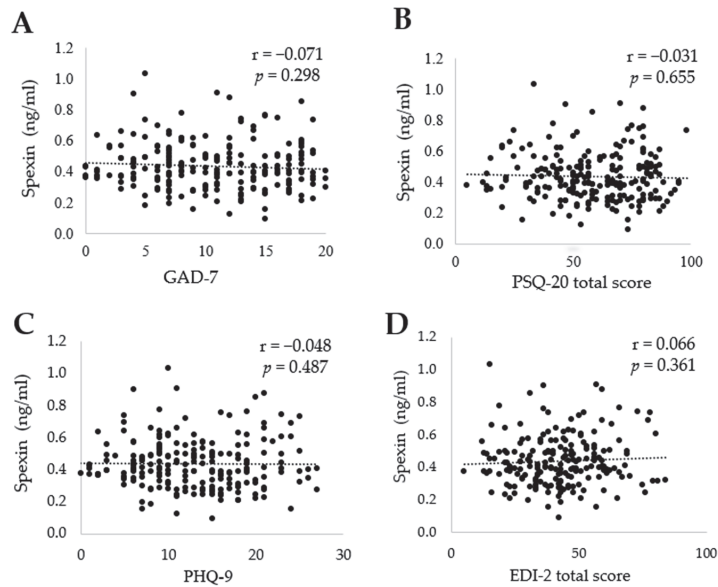 A
r = −0.071
p = 0.298
Spexin (ng/ml)
1.2
1.0
0.8
0.6
0.4
0.2
0.0
0 5 10 15 20
GAD-7
B
r = −0.031
p = 0.655
Spexin (ng/ml)
1.2
1.0
0.8
0.6
0.4
0.2
0.0
0 50 100
PSQ-20 total score
C
r = −0.048
p = 0.487
Spexin (ng/ml)
1.2
1.0
0.8
0.6
0.4
0.2
0.0
0 10 20 30
PHQ-9
D
r = 0.066
p = 0.361
Spexin (ng/ml)
1.2
1.0
0.8
0.6
0.4
0.2
0.0
0 50 100
EDI-2 total score